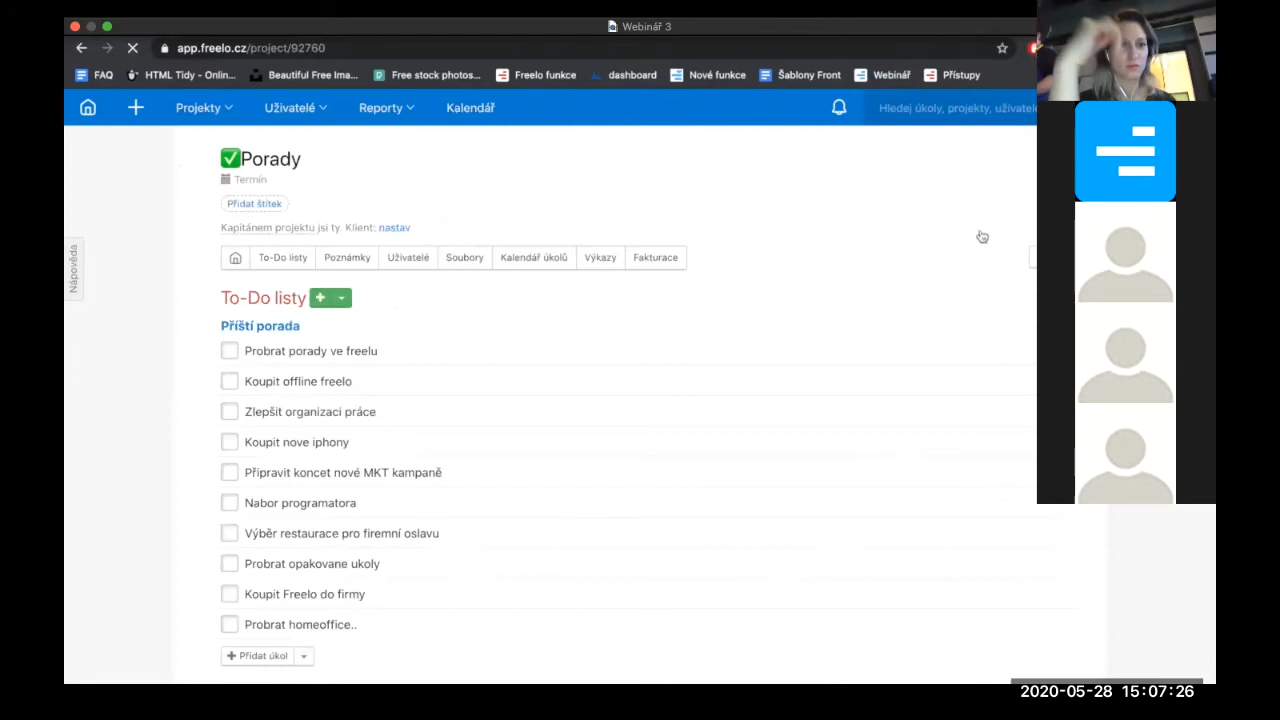 Webinář 3
app.freelo.cz/project/92760
FAQ HTML Tidy - Onlin... Beautiful Free Ima... Free stock photos... Freelo funkce dashboard Nové funkce Šablony Front Webinář Přístupy
Projekty Uživatelé Reporty Kalendář Hledej úkoly, projekty, uživatele
✅Porady
Termín
Přidat štítek
Kapitánem projektu jsi ty Klient: nastav
To-Do listy Poznámky Uživatelé Soubory Kalendář úkolů Výkazy Fakturace
Nápověda
To-Do listy
Příští porada
Probrat porady ve freelu
Koupit offline freelo
Zlepšit organizaci práce
Koupit nove iphony
Připravit koncet nové MKT kampaně
Nabor programatora
Výběr restaurace pro firemní oslavu
Probrat opakovane ukoly
Koupit Freelo do firmy
Probrat homeoffice..
Přidat úkol
2020-05-28 15:07:26